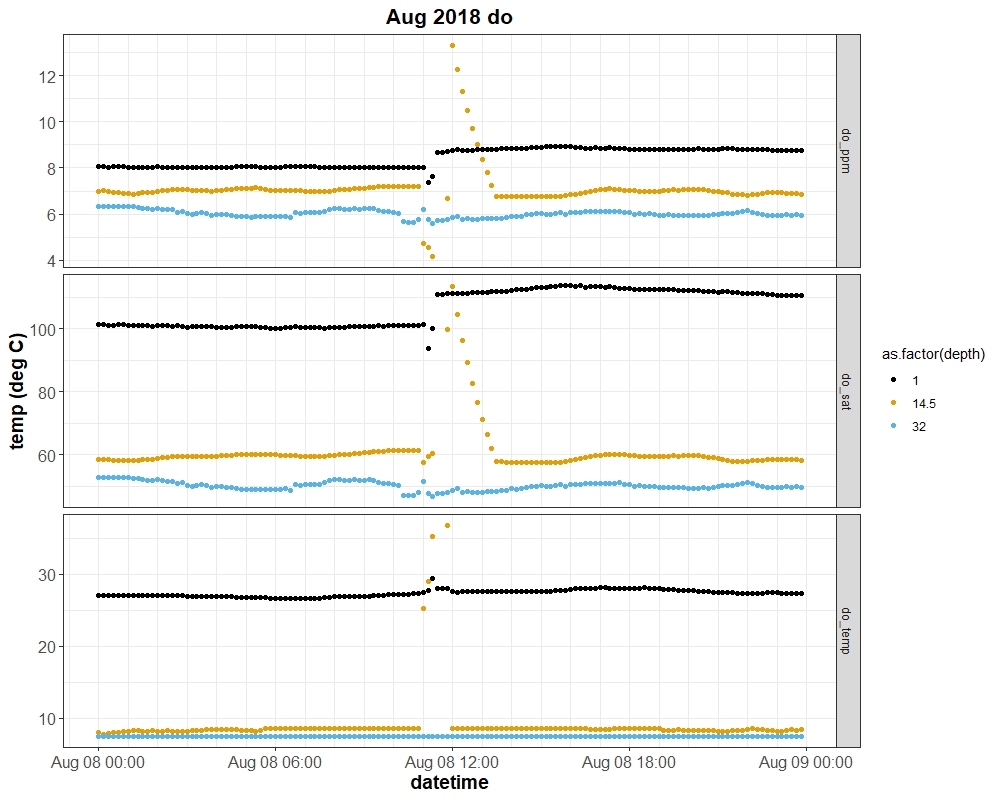 Aug 2018 do
12
10
8
6
4
do_ppm
100
80
60
do_sat
30
20
10
do_temp
temp (deg C)
Aug 08 00:00
Aug 08 06:00
Aug 08 12:00
Aug 08 18:00
Aug 09 00:00
datetime
as.factor(depth)
1
14.5
32